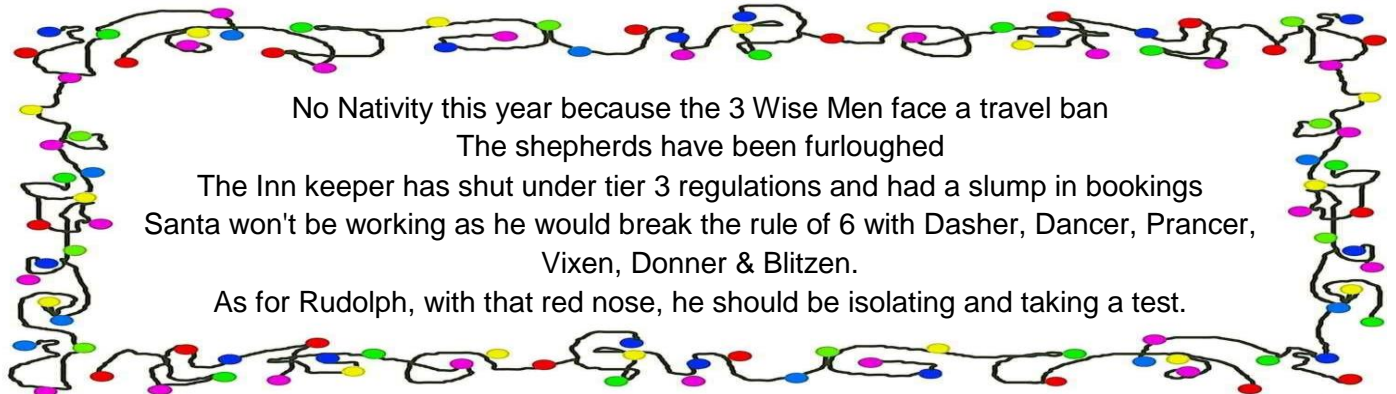 No Nativity this year because the 3 Wise Men face a travel ban
The shepherds have been furloughed
The Inn keeper has shut under tier 3 regulations and had a slump in bookings
Santa won't be working as he would break the rule of 6 with Dasher, Dancer, Prancer,
Vixen, Donner & Blitzen.
As for Rudolph, with that red nose, he should be isolating and taking a test.